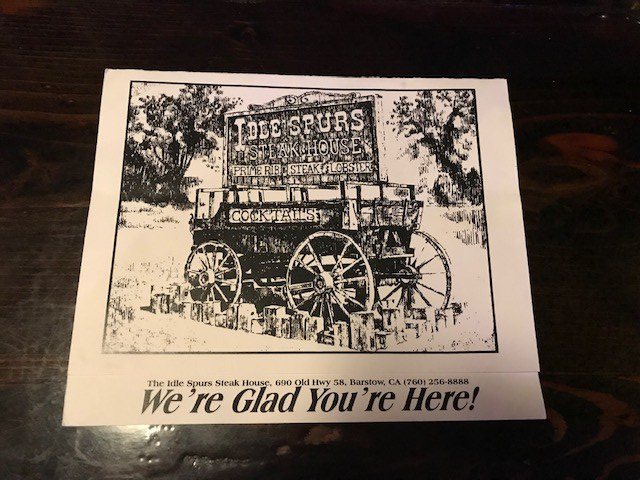 IDLE SPURS
STEAK HOUSE
PRIME RIB • STEAK & LOBSTER
COCKTAILS
The Idle Spurs Steak House, 690 Old Hwy 58, Barstow, CA (760) 256-8888
We're Glad You're Here!